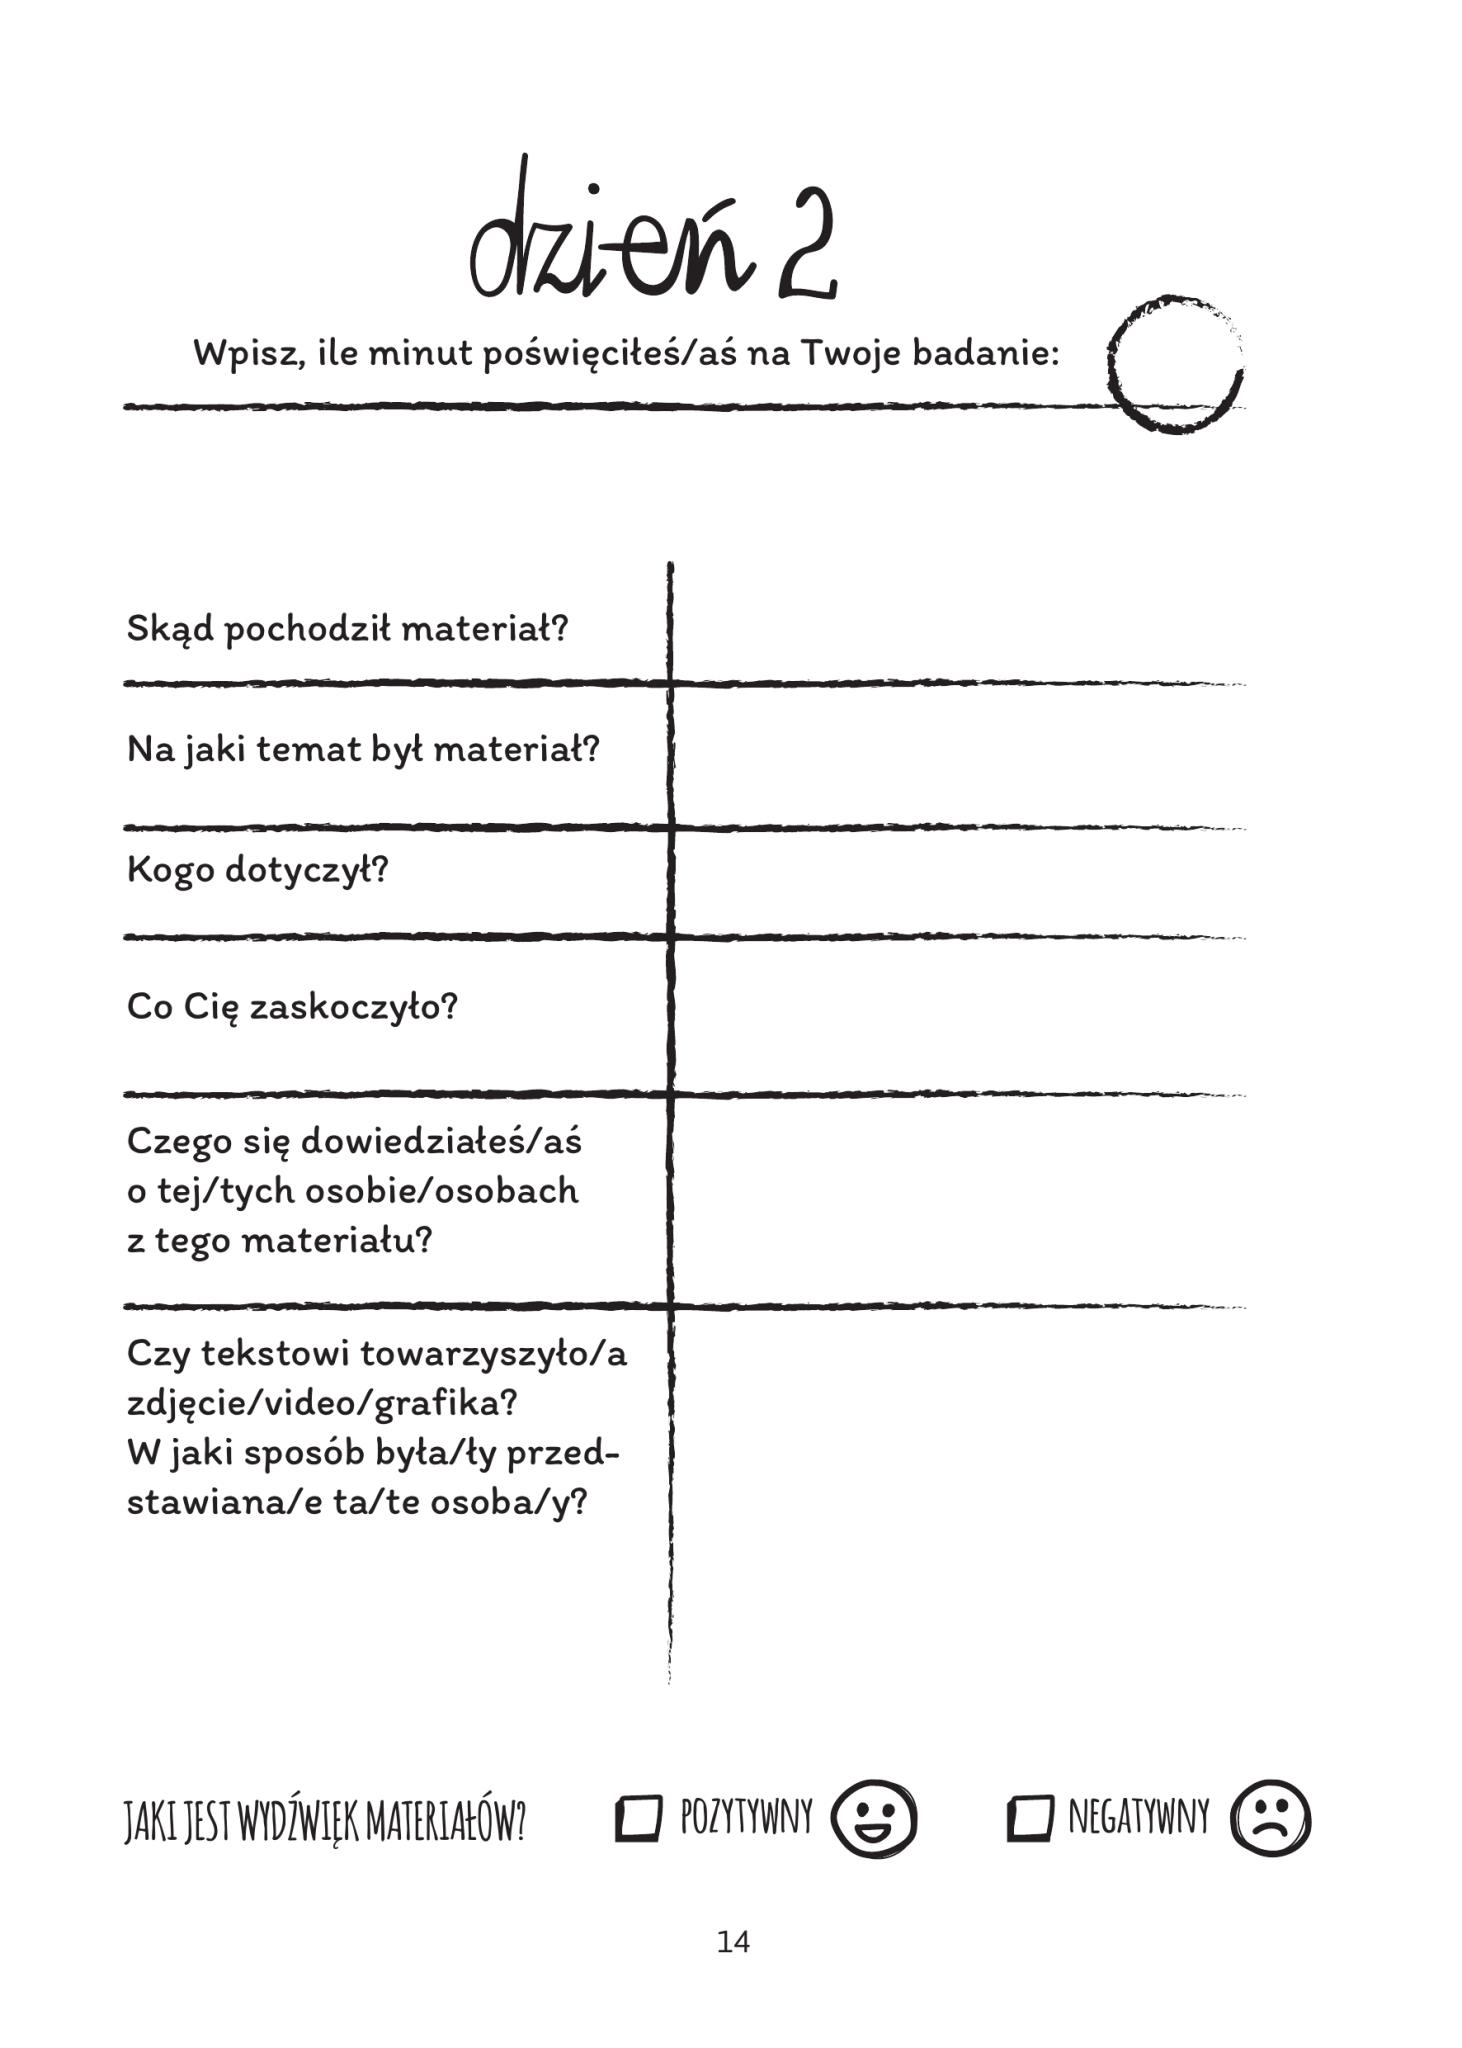 dzień 2
Wpisz, ile minut poświęciłeś/aś na Twoje badanie:
Skąd pochodził materiał?
Na jaki temat był materiał?
Kogo dotyczył?
Co Cię zaskoczyło?
Czego się dowiedziałeś/aś
o tej/tych osobie/osobach
z tego materiału?
Czy tekstowi towarzyszyło/a
zdjęcie/video/grafika?
W jaki sposób była/ły przed-
stawiana/e ta/te osoba/y?
JAKI JEST WYDŹWIĘK MATERIAŁÓW? POZYTYWNY NEGATYWNY
14